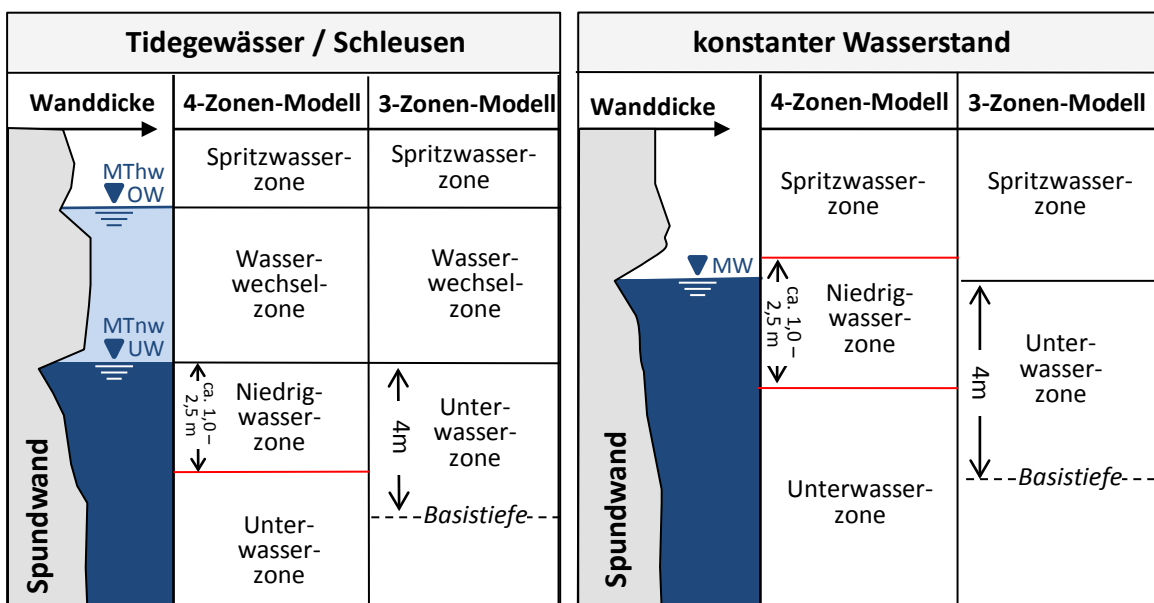 Tidegewässer / Schleusen
Wanddicke
4-Zonen-Modell
3-Zonen-Modell
MThw
OW
MTnw
UW
Spundwand
Spritzwasser-
zone
Wasser-
wechsel-
zone
Niedrig-
wasser-
zone
ca. 1,0 –
2,5 m
Unter-
wasser-
zone
Spritzwasser-
zone
Wasser-
wechsel-
zone
Unter-
wasser-
zone
4m
Basistiefe
konstanter Wasserstand
Wanddicke
4-Zonen-Modell
3-Zonen-Modell
MW
Spundwand
Spritzwasser-
zone
Niedrig-
wasser-
zone
ca. 1,0 –
2,5 m
Unterwasser-
zone
Spritzwasser-
zone
Unter-
wasser-
zone
4m
Basistiefe